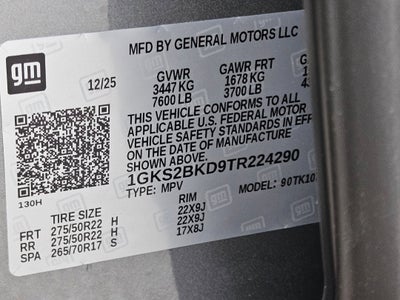 gm
MFD BY GENERAL MOTORS LLC
12/25
GVWR GAWR FRT
3447 KG 1678 KG
7600 LB 3700 LB
THIS VEHICLE CONFORMS TO ALL
APPLICABLE U.S. FEDERAL MOTOR
VEHICLE SAFETY STANDARDS IN
ON THE DATE OF MANUFACTURE
SHOWN ABOVE.
1GKS2BKD9TR224290
TYPE: MPV MODEL:
130H
TIRE SIZE RIM
FRT 275/50R22 H 22X9J
RR 275/50R22 H 22X9J
SPA 265/70R17 S 17X8J